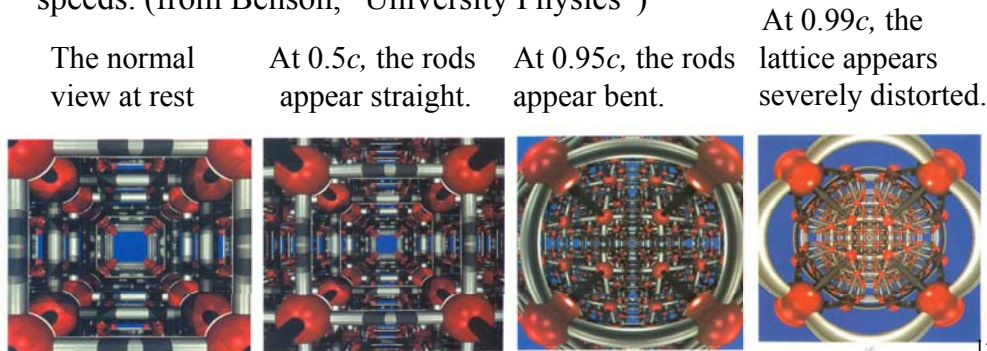 speeds. (from Benson, "University Physics")
The normal
view at rest
At 0.5c, the rods
appear straight.
At 0.95c, the rods
appear bent.
At 0.99c, the
lattice appears
severely distorted.